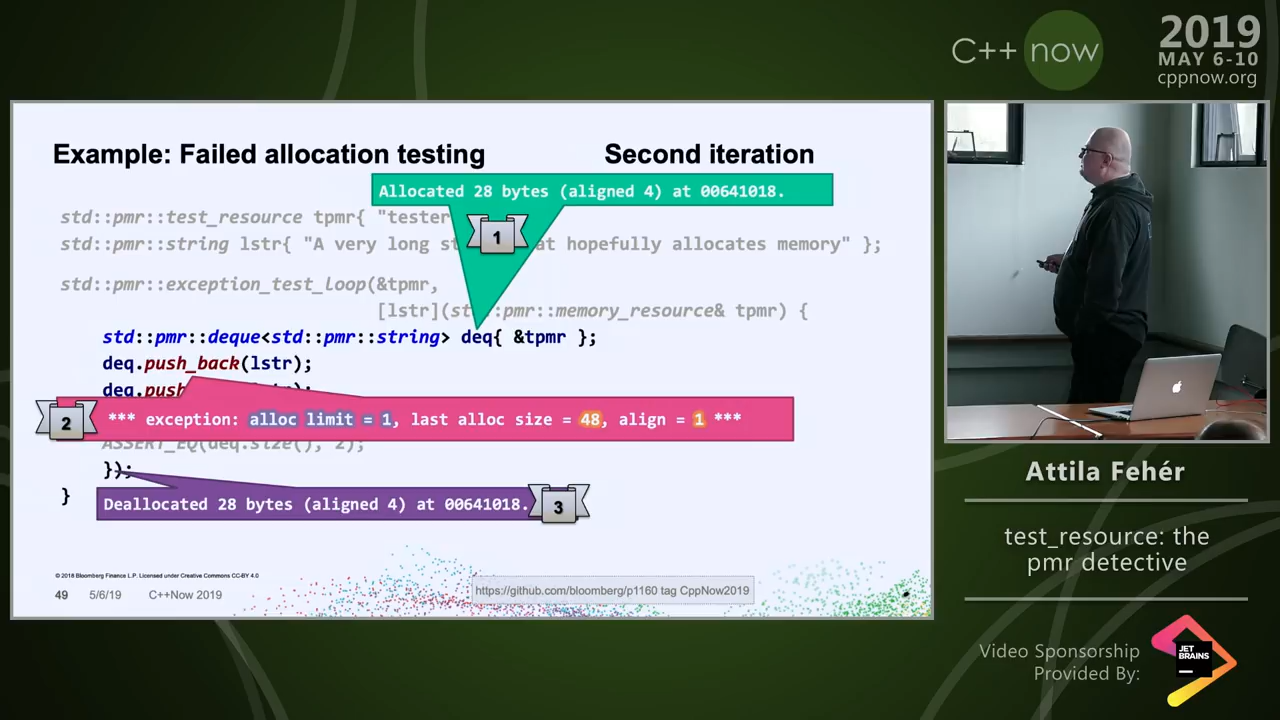 C++ now
2019
MAY 6-10
cppnow.org
Example: Failed allocation testing
Second iteration
Allocated 28 bytes (aligned 4) at 00641018.
std::pmr::test_resource tpmr{ "tester
1
std::pmr::string lstr{ "A very long st at hopefully allocates memory" };
std::pmr::exception_test_loop(&tpmr,
[lstr](st ::pmr::memory_resource& tpmr) {
std::pmr::deque<std::pmr::string> deq{ &tpmr };
deq.push_back(lstr);
deq.push
2
*** exception: alloc limit = 1, last alloc size = 48, align = 1 ***
ASSERT_EQ(deq.size(), 2);
});
}
Deallocated 28 bytes (aligned 4) at 00641018.
3
© 2018 Bloomberg Finance L.P. Licensed under Creative Commons CC-BY 4.0
49 5/6/19 C++Now 2019
https://github.com/bloomberg/p1160 tag CppNow2019
Attila Fehér
test_resource: the
pmr detective
Video Sponsorship
Provided By:
JET
BRAINS